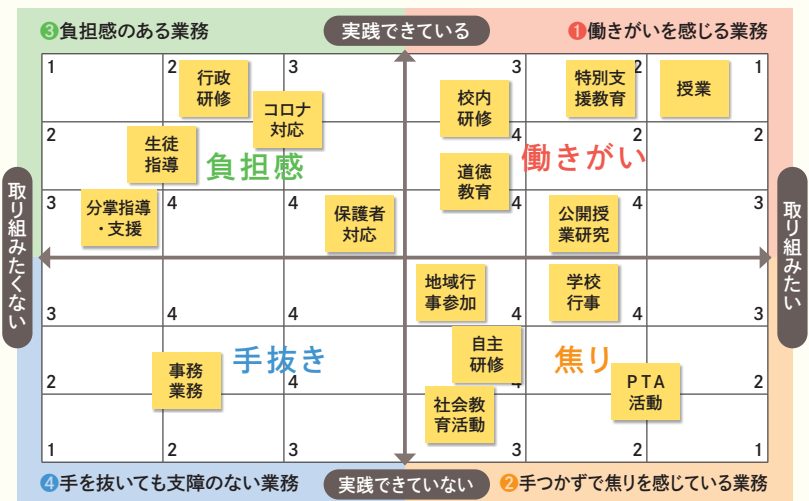 ❸負担感のある業務
実践できている
❶働きがいを感じる業務
1 2 3 3 2 1
行政
研修
コロナ
対応
校内
研修
特別支
援教育
授業
2 4 2 2
生徒
指導
負担感
道徳
教育
働きがい
3 4 4 4 4 3
分掌指導
・支援
保護者
対応
公開授
業研究
取り組みたくない
取り組みたい
地域行
事参加
学校
行事
3 4 4 4 4 3
手抜き
自主
研修
焦り
事務
業務
2 4 4 2
PTA
活動
社会教
育活動
1 2 3 3 2 1
❹手を抜いても支障のない業務
実践できていない
❷手つかずで焦りを感じている業務